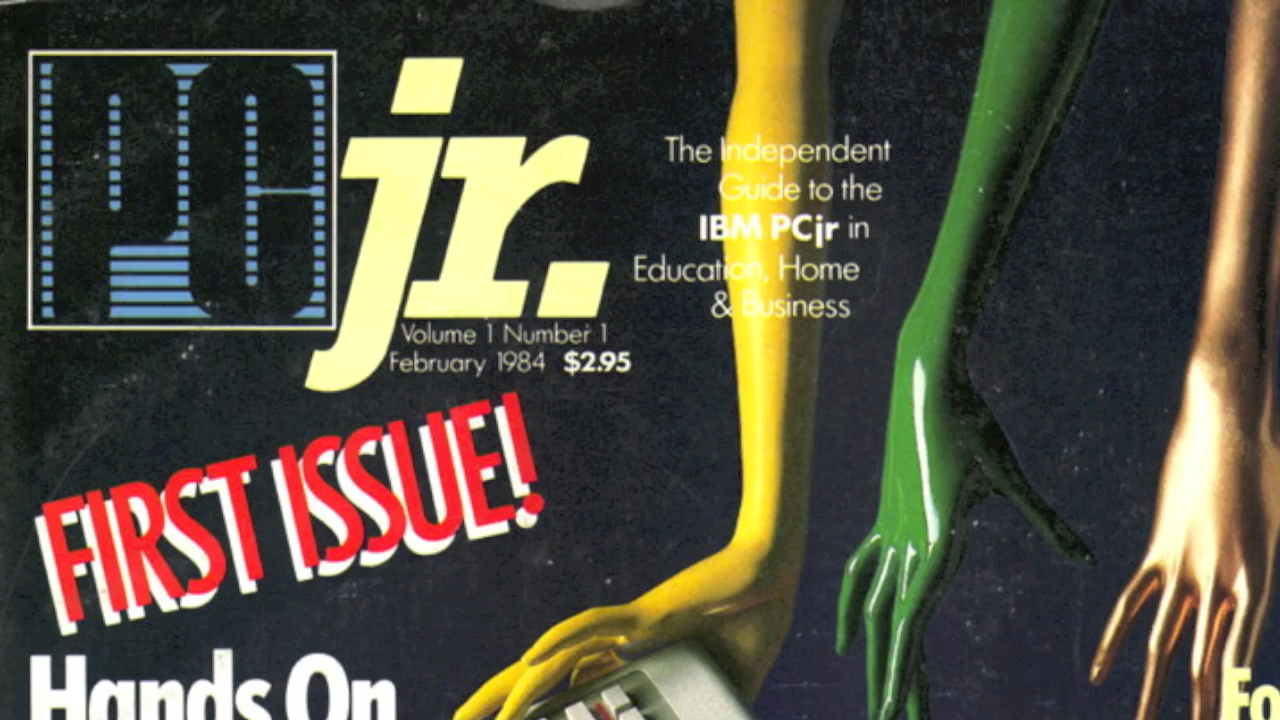 PC jr.
The Independent
Guide to the
IBM PCjr in
Education, Home
& Business
Volume 1 Number 1
February 1984 $2.95
FIRST ISSUE!
Hands On
Fo